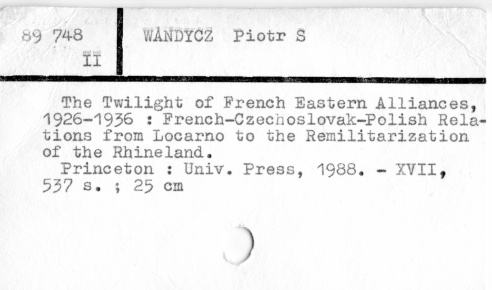 89 748 WANDYCZ Piotr S
II
The Twilight of French Eastern Alliances,
1926-1936 : French-Czechoslovak-Polish Rela-
tions from Locarno to the Remilitarization
of the Rhineland.
Princeton : Univ. Press, 1988. - XVII,
537 s. ; 25 cm